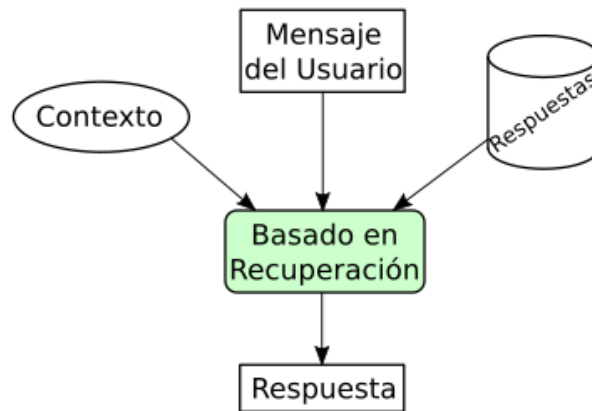 Mensaje
del Usuario
Contexto
Respuestas
Basado en
Recuperación
Respuesta